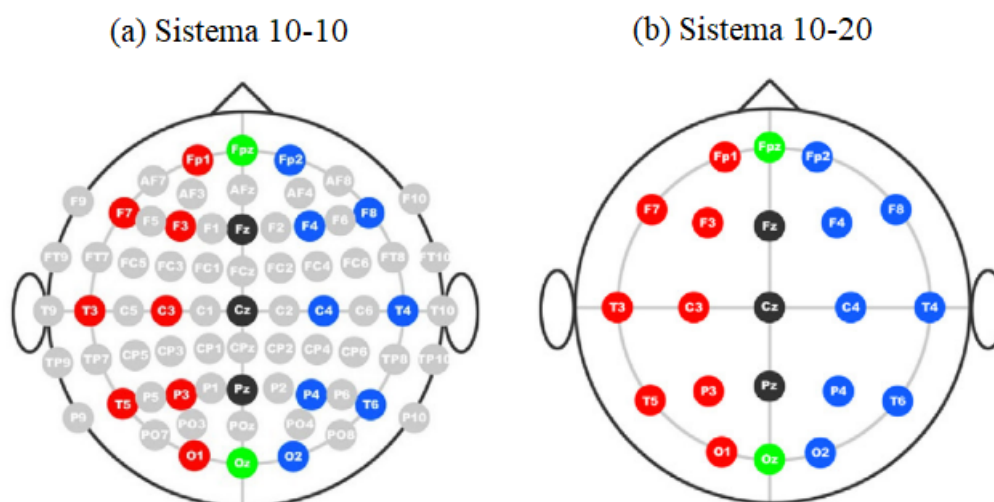 (a) Sistema 10-10
(b) Sistema 10-20
Fp1 Fpz Fp2
AF7 AF3 AFz AF4 AF8
F9 F7 F5 F3 F1 Fz F2 F4 F6 F8 F10
FT9 FT7 FC5 FC3 FC1 FCz FC2 FC4 FC6 FT8 FT10
T9 T3 C5 C3 C1 Cz C2 C4 C6 T4 T10
TP9 TP7 CP5 CP3 CP1 CPz CP2 CP4 CP6 TP8 TP10
P9 T5 P5 P3 P1 Pz P2 P4 P6 T6 P10
PO7 PO3 POz PO4 PO8
O1 Oz O2
Fp1 Fpz Fp2
F7 F3 Fz F4 F8
T3 C3 Cz C4 T4
T5 P3 Pz P4 T6
O1 Oz O2